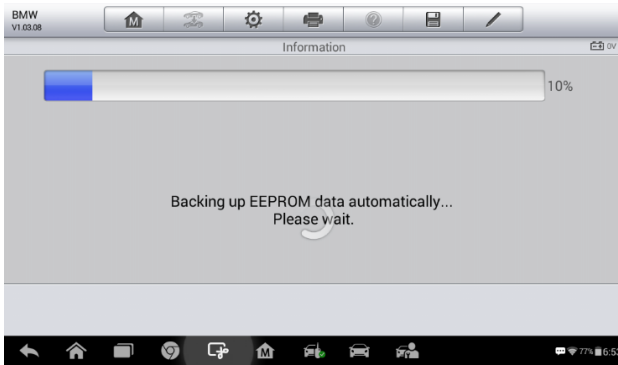 BMW
V1.03.08
M
Information
0V
10%
Backing up EEPROM data automatically...
Please wait.
M
77%